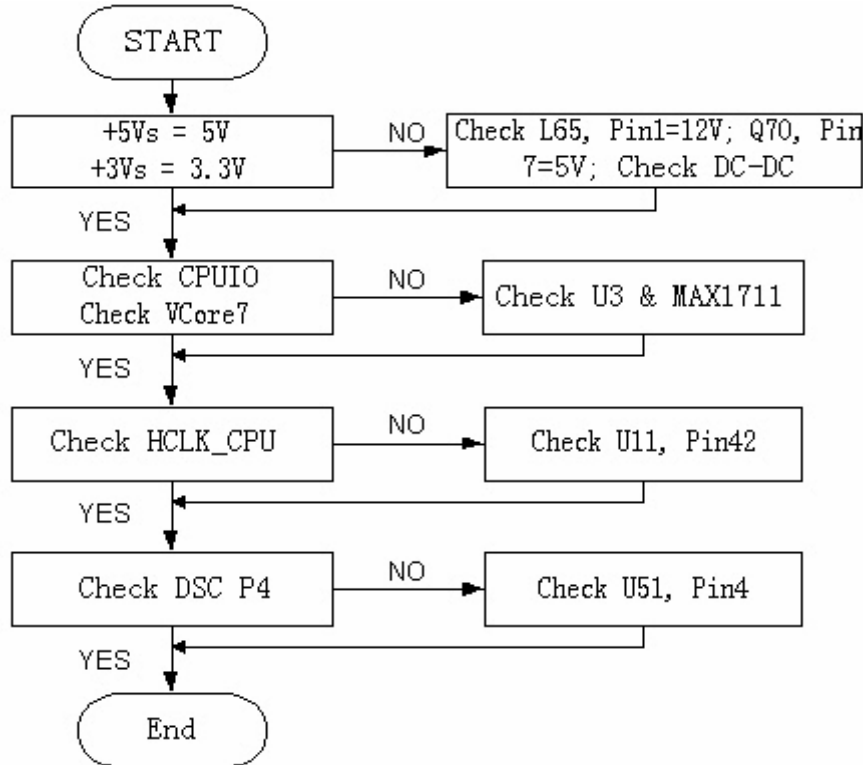 START
+5Vs = 5V
+3Vs = 3.3V
NO
Check L65, Pin1=12V; Q70, Pin
7=5V; Check DC-DC
YES
Check CPUIO
Check VCore7
NO
Check U3 & MAX1711
YES
Check HCLK_CPU
NO
Check U11, Pin42
YES
Check DSC P4
NO
Check U51, Pin4
YES
End